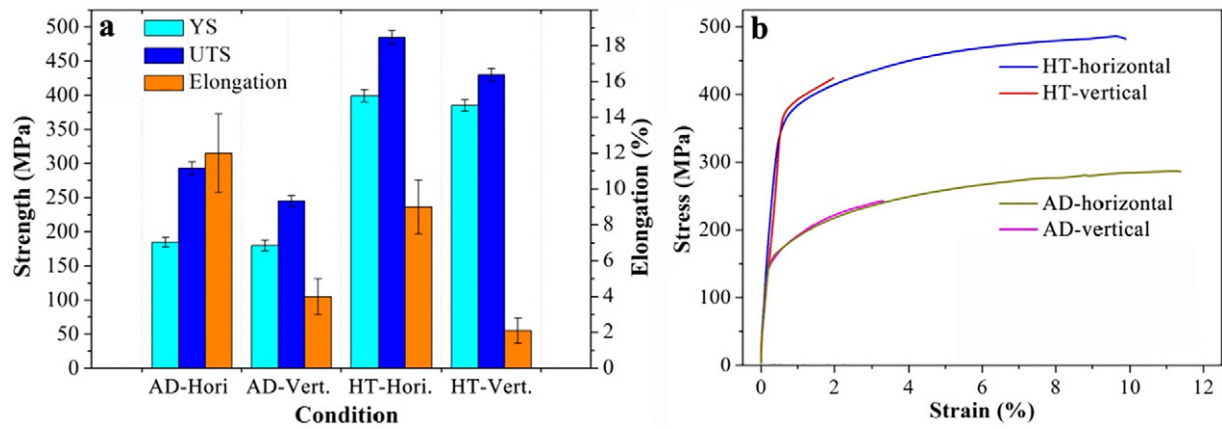 a
YS
UTS
Elongation
500
450
400
350
300
250
200
150
100
50
0
Strength (MPa)
18
16
14
12
10
8
6
4
2
0
Elongation (%)
AD-Hori
AD-Vert.
HT-Hori.
HT-Vert.
Condition
b
HT-horizontal
HT-vertical
AD-horizontal
AD-vertical
500
400
300
200
100
0
Stress (MPa)
0
2
4
6
8
10
12
Strain (%)